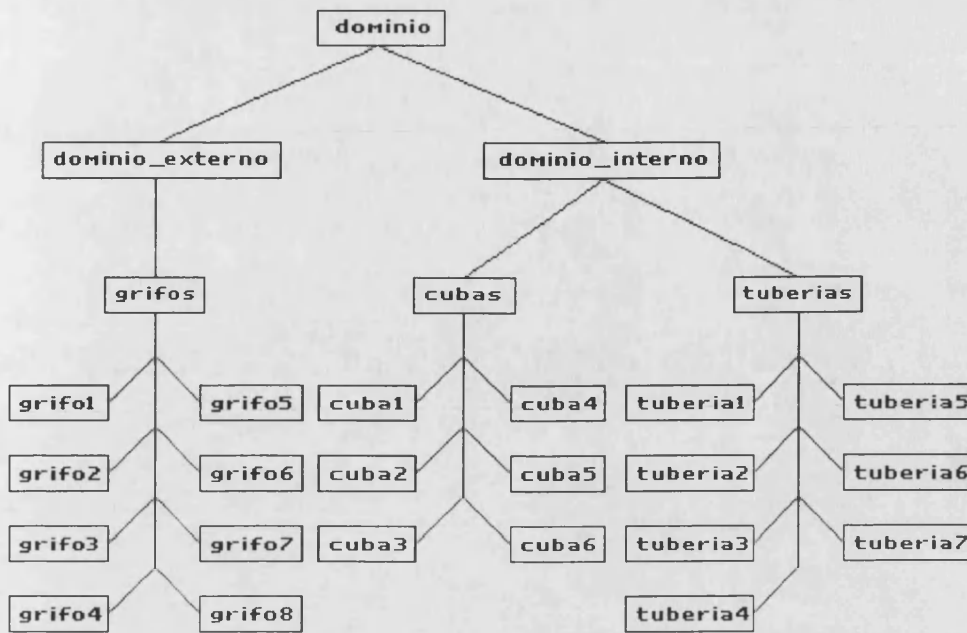 dominio
dominio_externo dominio_interno
grifos cubas tuberias
grifo1 grifo5 cuba1 cuba4 tuberia1 tuberia5
grifo2 grifo6 cuba2 cuba5 tuberia2 tuberia6
grifo3 grifo7 cuba3 cuba6 tuberia3 tuberia7
grifo4 grifo8 tuberia4